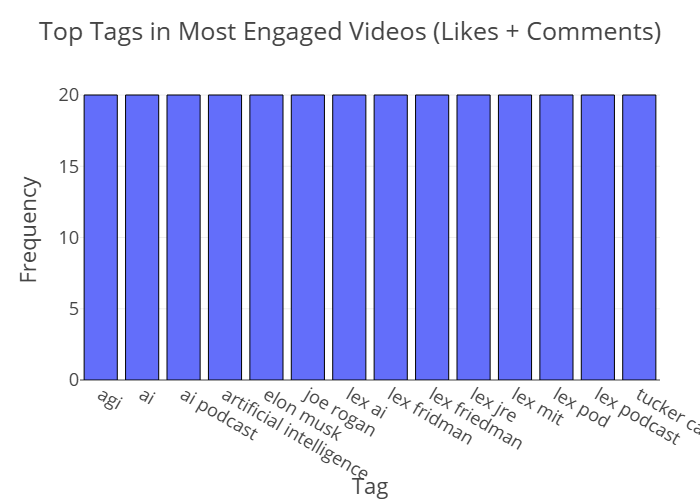 Top Tags in Most Engaged Videos (Likes + Comments)
Frequency
20
15
10
5
0
agi
ai
ai podcast
artificial intelligence
elon musk
joe rogan
lex ai
lex fridman
lex friedman
lex jre
lex mit
lex pod
lex podcast
tucker ca
Tag